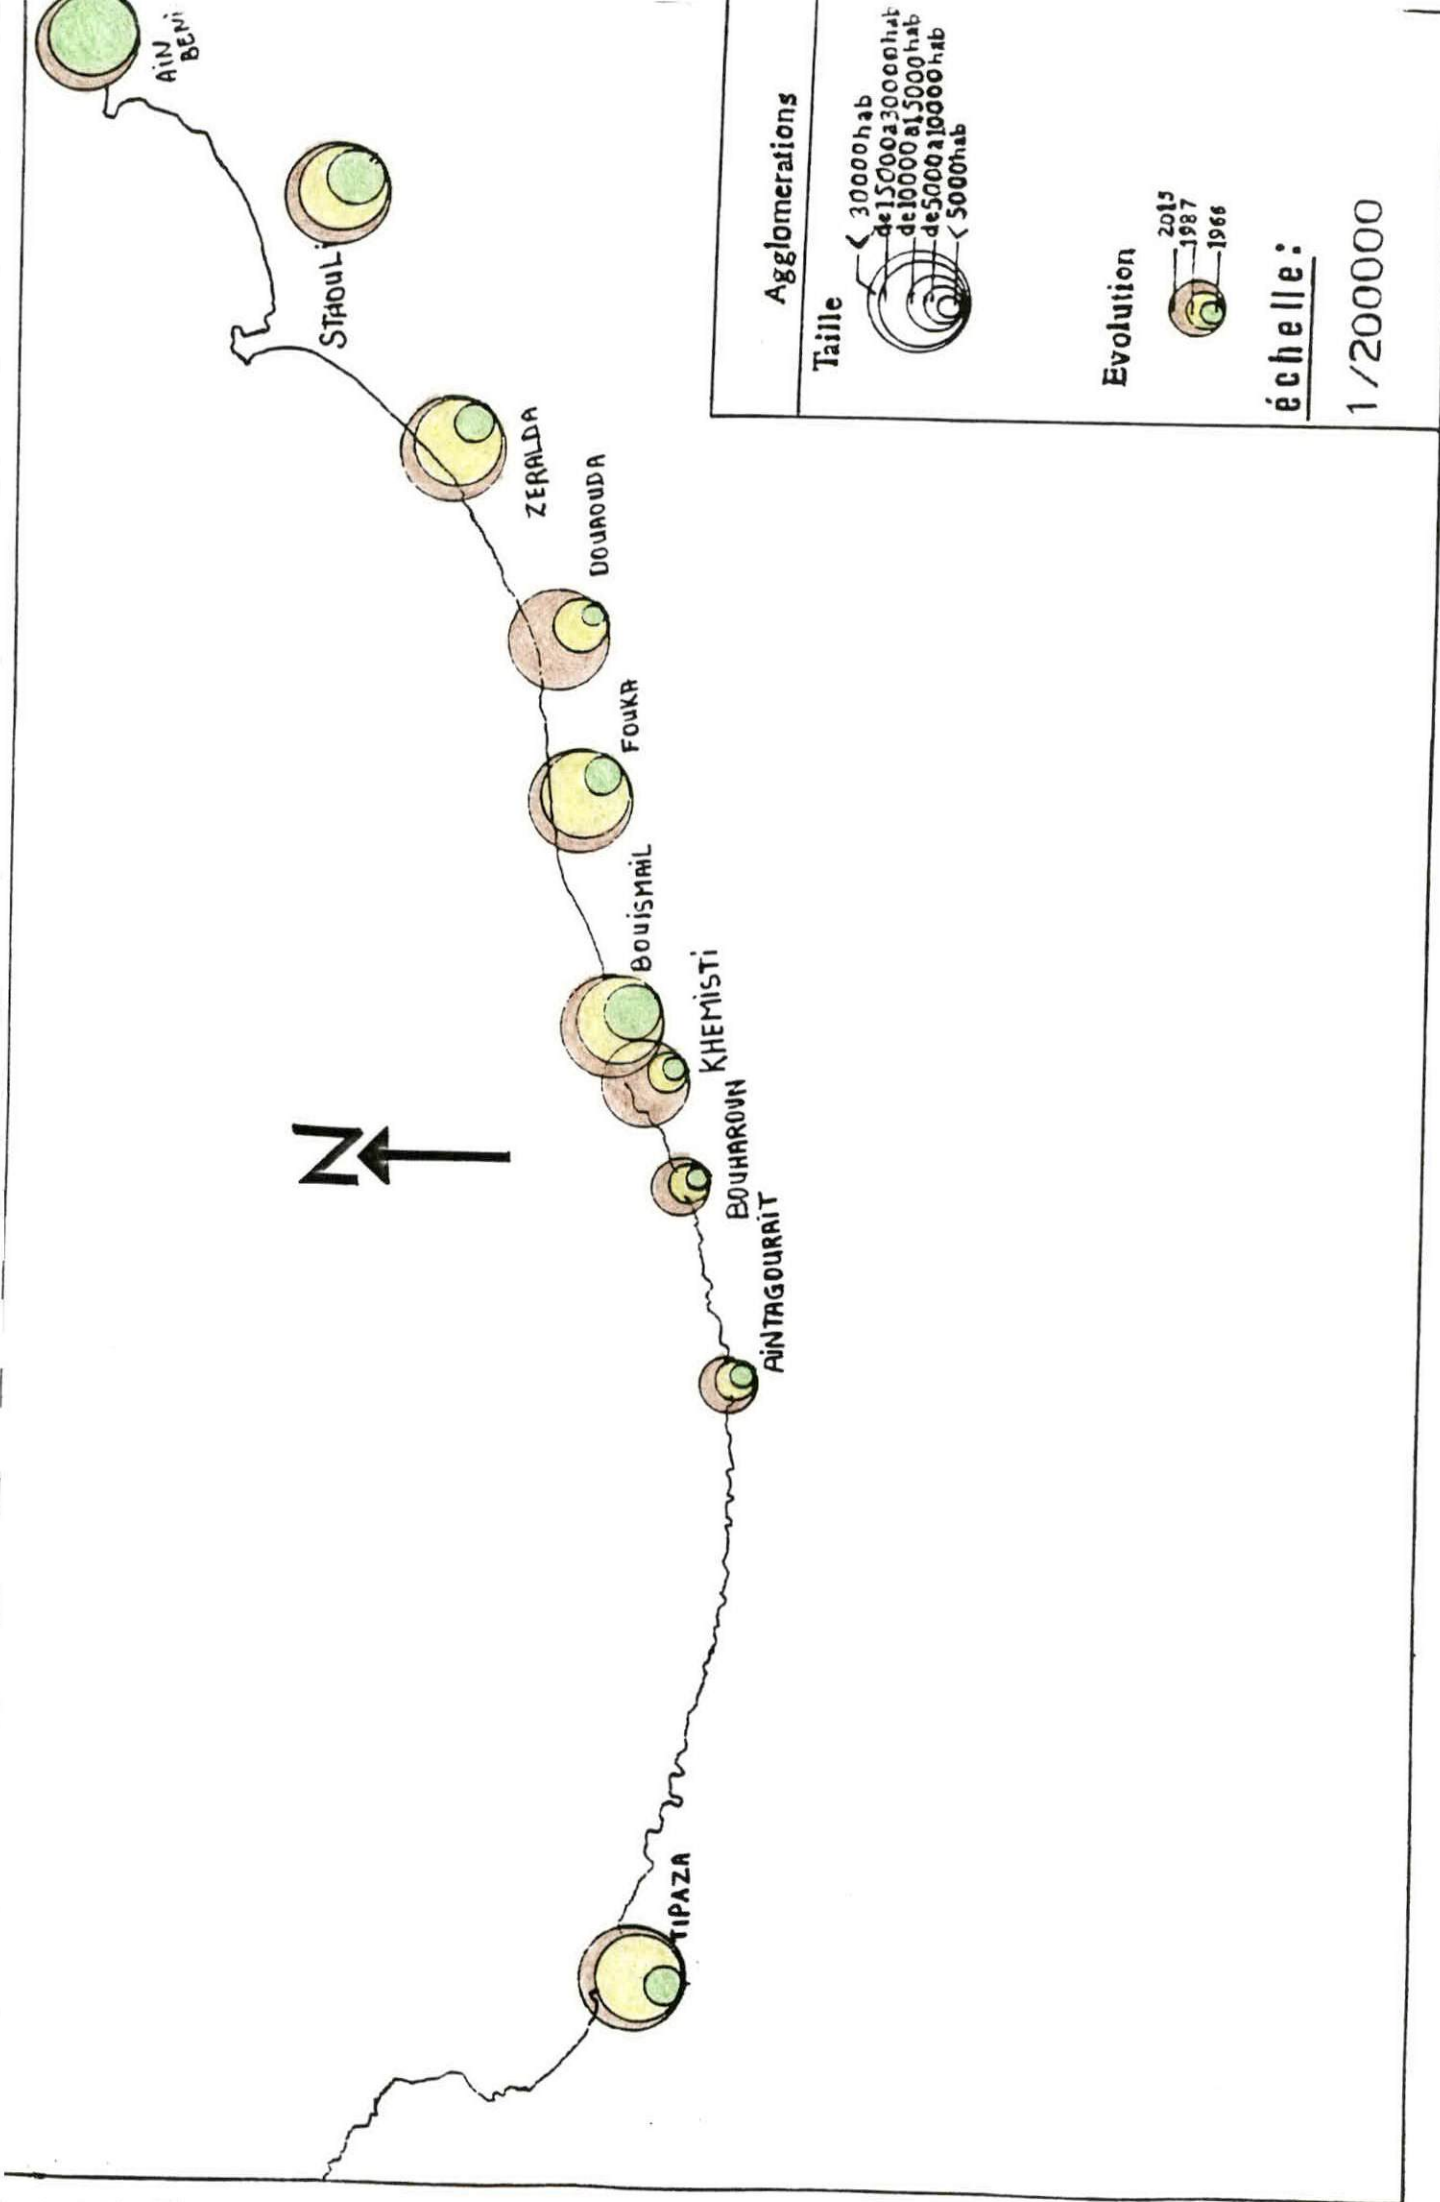 AiN
BENi
STAOULi
ZERALDA
DOUAOUDA
FOUKA
BOUiSMAiL
KHEMiSTi
BOUHAROUN
AiNTAGOURAiT
TIPAZA
N
Agglomerations
Taille
< 30000hab
de15000a30000hab
de10000a15000hab
de5000a10000hab
< 5000hab
Evolution
2015
1987
1966
échelle:
1/200000